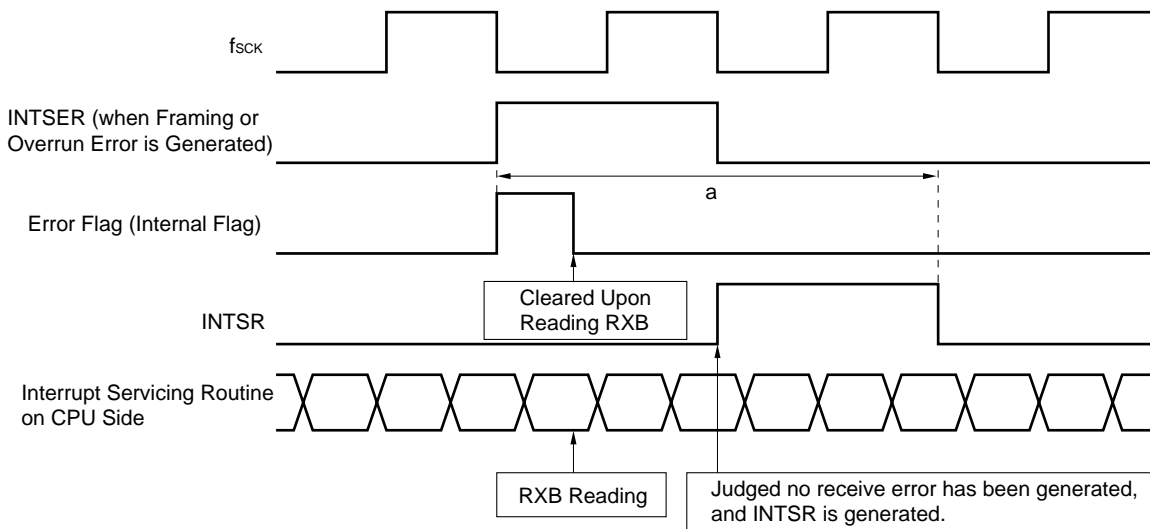 fSCK
INTSER (when Framing or
Overrun Error is Generated)
a
Error Flag (Internal Flag)
Cleared Upon
Reading RXB
INTSR
Interrupt Servicing Routine
on CPU Side
RXB Reading
Judged no receive error has been generated,
and INTSR is generated.